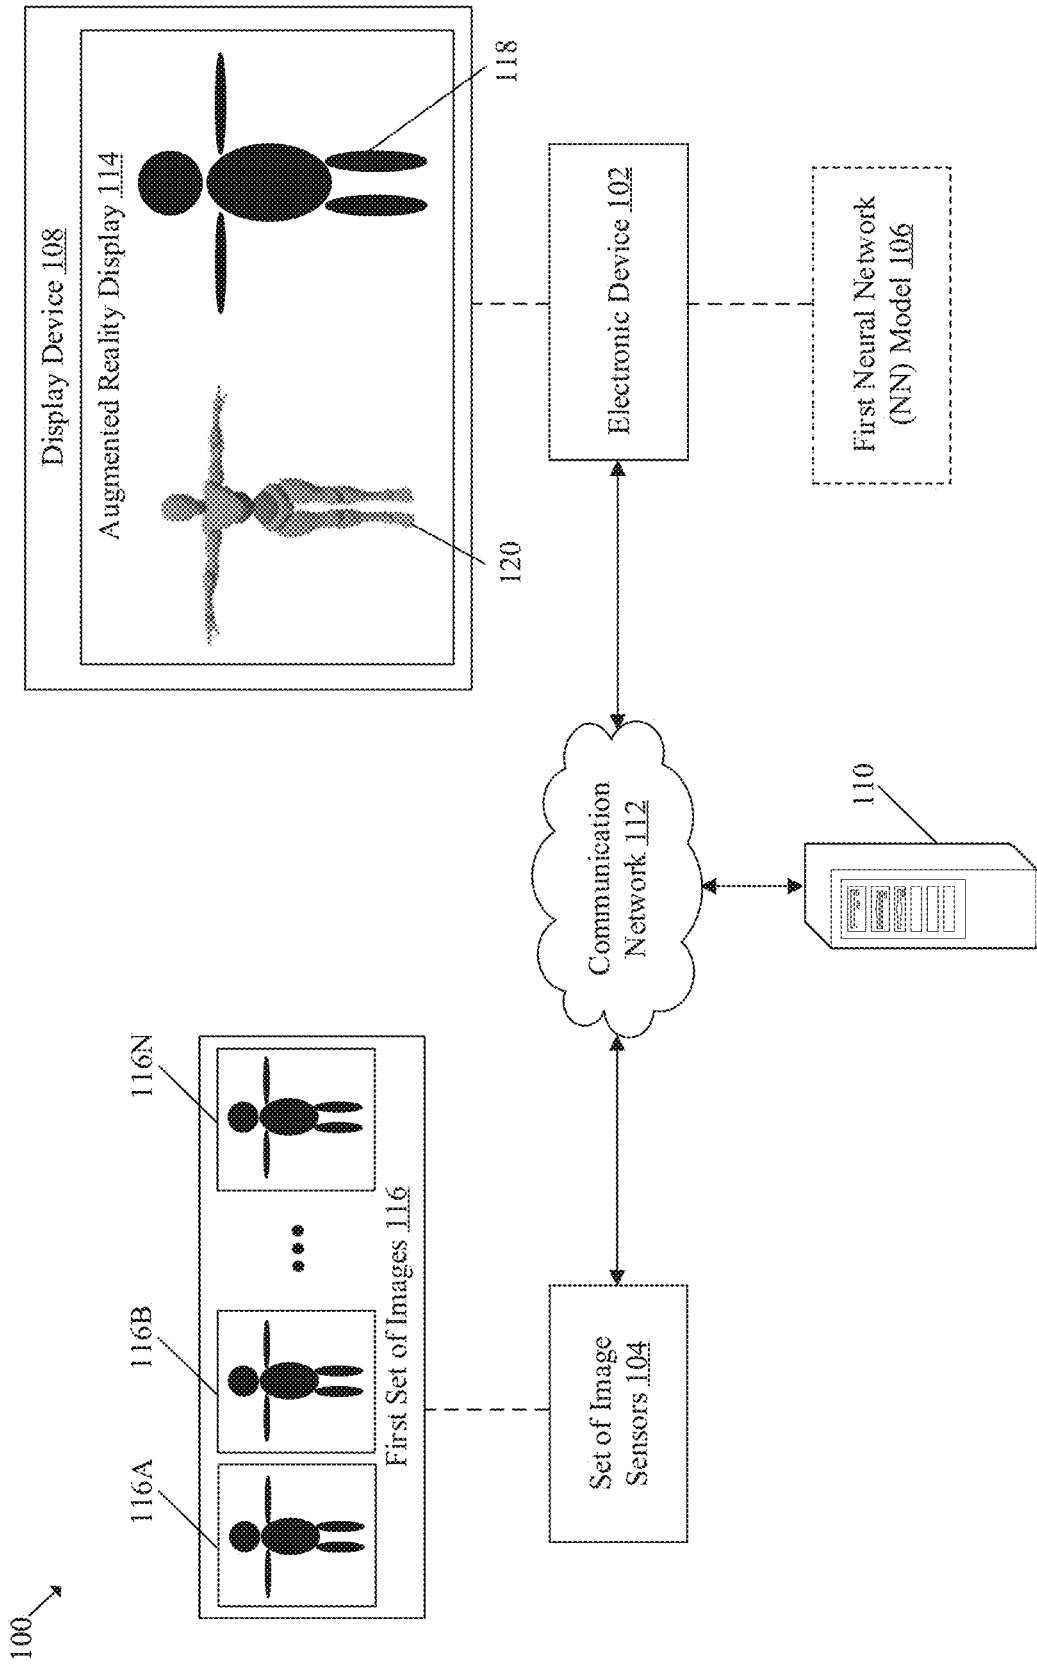 100
116A
116B
116N
First Set of Images 116
Display Device 108
Augmented Reality Display 114
120
118
Set of Image
Sensors 104
Communication
Network 112
Electronic Device 102
110
First Neural Network
(NN) Model 106